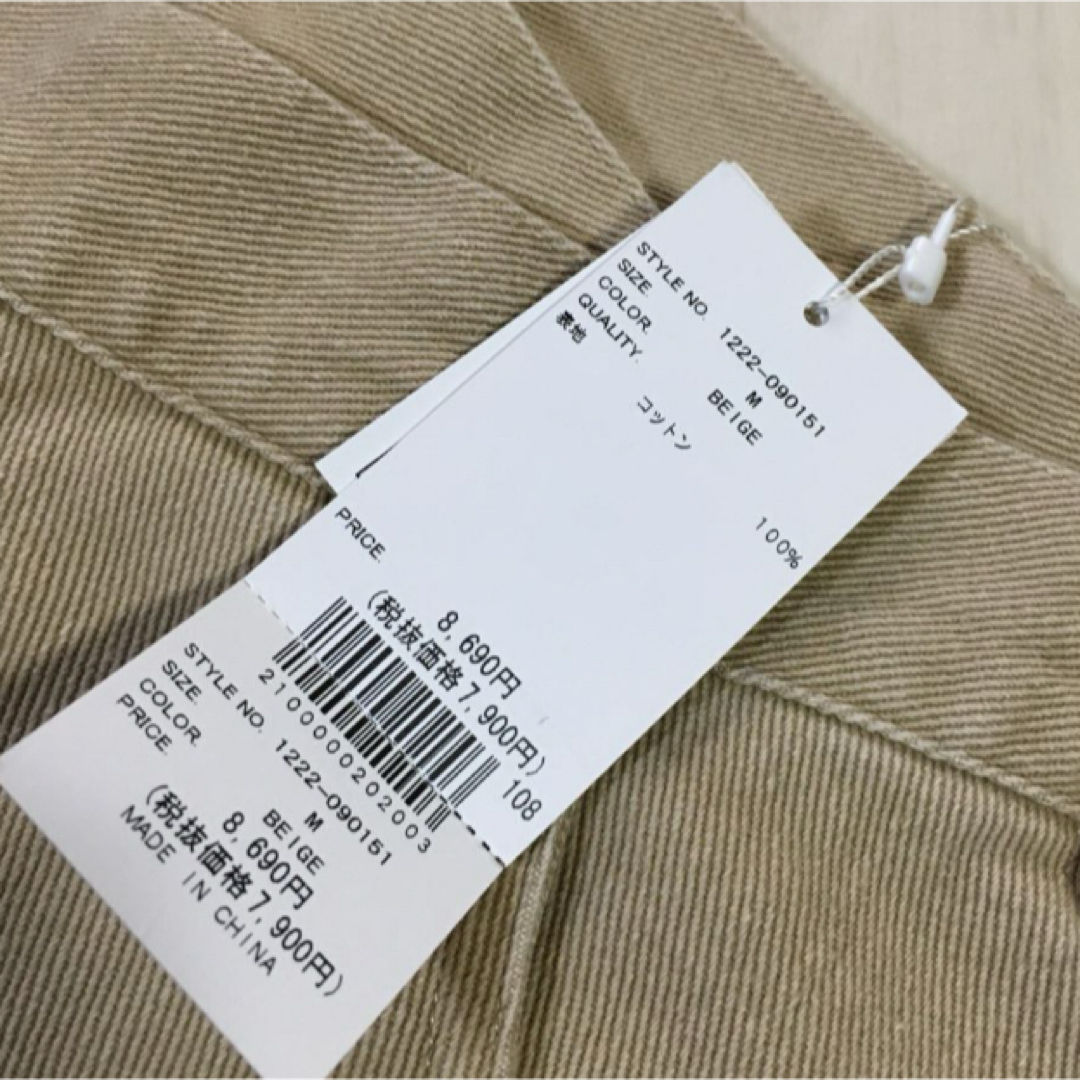 STYLE NO. 1222-090151
SIZE. M
COLOR. BEIGE
QUALITY.
表地 コットン 100%
PRICE.
8,690円
(税抜価格7,900円)
2100000202003 108
STYLE NO. 1222-090151
SIZE. M
COLOR. BEIGE
PRICE. 8,690円
(税抜価格7,900円)
MADE IN CHINA